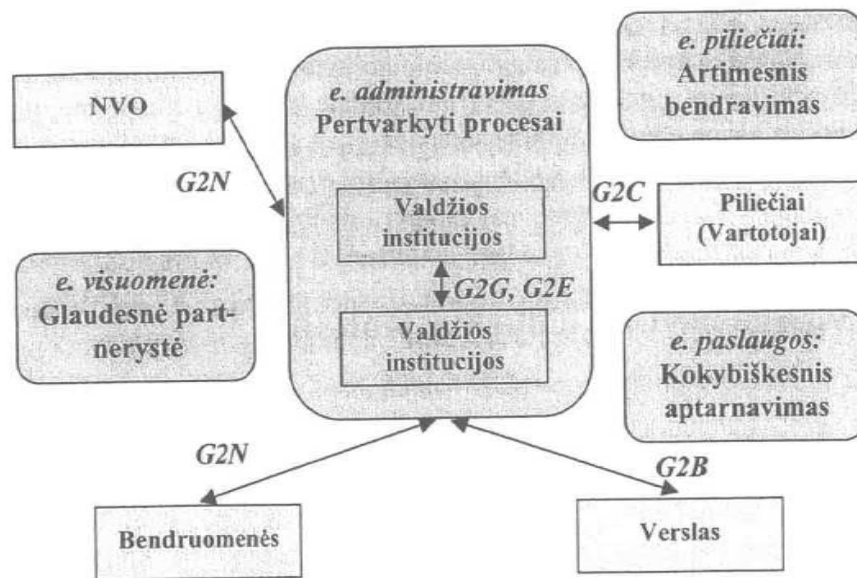 e. piliečiai:
Artimesnis
bendravimas
NVO
e. administravimas
Pertvarkyti procesai
G2N
G2C
Valdžios
institucijos
Piliečiai
(Vartotojai)
e. visuomenė:
Glaudesnė part-
nerystė
G2G, G2E
Valdžios
institucijos
e. paslaugos:
Kokybiškesnis
aptarnavimas
G2N
G2B
Bendruomenės
Verslas